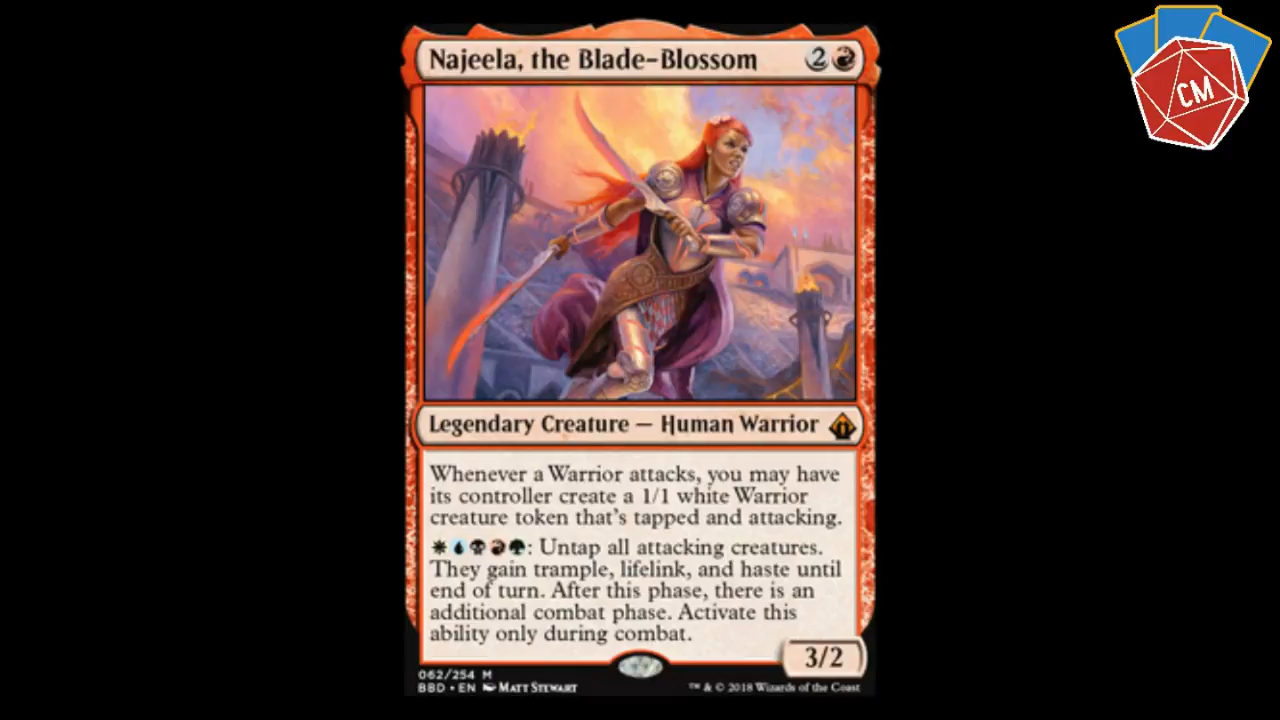 Najeela, the Blade-Blossom 2
CM
Legendary Creature — Human Warrior
Whenever a Warrior attacks, you may have
its controller create a 1/1 white Warrior
creature token that's tapped and attacking.
: Untap all attacking creatures.
They gain trample, lifelink, and haste until
end of turn. After this phase, there is an
additional combat phase. Activate this
ability only during combat.
3/2
062/254 M
BBD • EN Matt Stewart
™ & © 2018 Wizards of the Coast